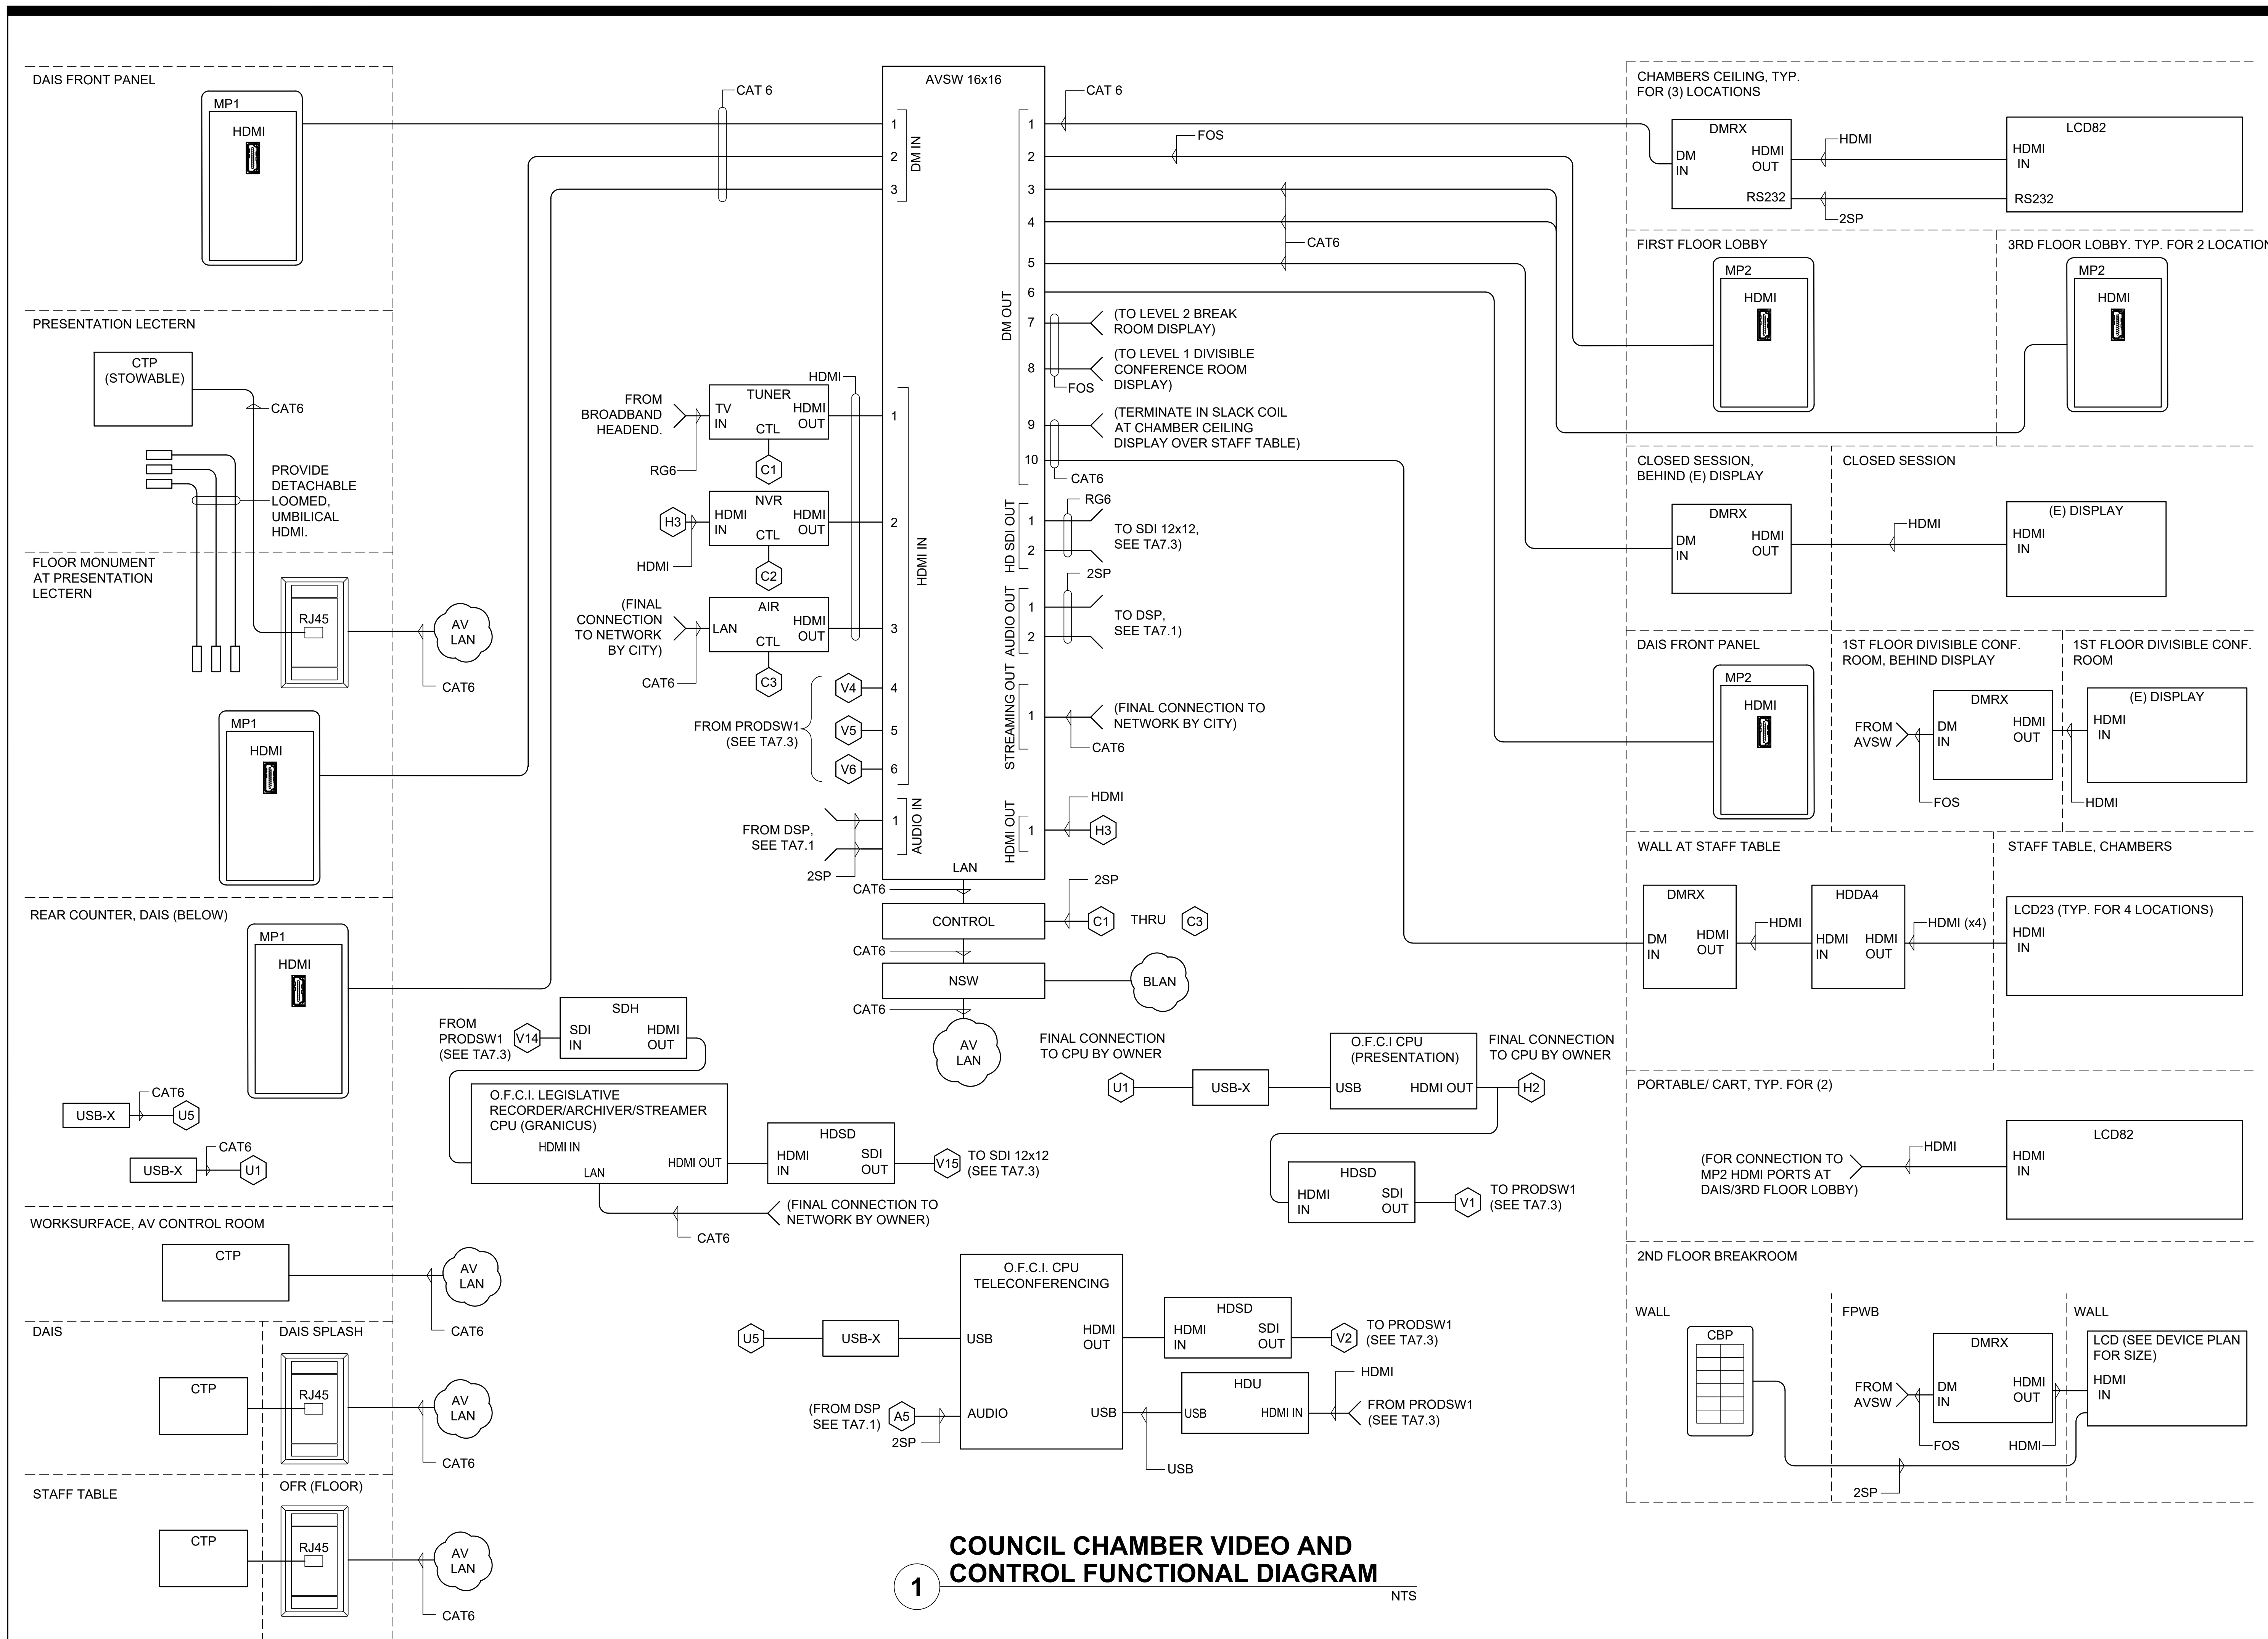 DAIS FRONT PANEL
MP1
HDMI
PRESENTATION LECTERN
CTP
(STOWABLE)
CAT6
PROVIDE
DETACHABLE
LOOMED,
UMBILICAL
HDMI.
FLOOR MONUMENT
AT PRESENTATION
LECTERN
RJ45
AV
LAN
CAT6
MP1
HDMI
REAR COUNTER, DAIS (BELOW)
MP1
HDMI
CAT6
USB-X
U5
CAT6
USB-X
U1
WORKSURFACE, AV CONTROL ROOM
CTP
AV
LAN
CAT6
DAIS
DAIS SPLASH
CTP
RJ45
AV
LAN
CAT6
STAFF TABLE
OFR (FLOOR)
CTP
RJ45
AV
LAN
CAT6
CAT 6
AVSW 16x16
1
2
3
DM IN
HDMI
FROM
BROADBAND
HEADEND.
TUNER
TV
IN
HDMI
OUT
CTL
RG6
C1
1
H3
NVR
HDMI
IN
HDMI
OUT
CTL
HDMI
C2
2
(FINAL
CONNECTION
TO NETWORK
BY CITY)
AIR
LAN
HDMI
OUT
CTL
CAT6
C3
3
HDMI IN
FROM PRODSW1
(SEE TA7.3)
V4
4
V5
5
V6
6
FROM DSP,
SEE TA7.1
2SP
1
AUDIO IN
LAN
CAT6
CONTROL
2SP
C1
THRU
C3
CAT6
NSW
BLAN
CAT6
AV
LAN
CAT 6
1
FOS
2
3
4
CAT6
5
6
DM OUT
7
(TO LEVEL 2 BREAK
ROOM DISPLAY)
8
(TO LEVEL 1 DIVISIBLE
CONFERENCE ROOM
DISPLAY)
FOS
9
(TERMINATE IN SLACK COIL
AT CHAMBER CEILING
DISPLAY OVER STAFF TABLE)
10
CAT6
RG6
HD SDI OUT
1
2
TO SDI 12x12,
SEE TA7.3)
2SP
AUDIO OUT
1
2
TO DSP,
SEE TA7.1)
STREAMING OUT
1
(FINAL CONNECTION TO
NETWORK BY CITY)
CAT6
HDMI
HDMI OUT
1
H3
FROM
PRODSW1
(SEE TA7.3)
V14
SDH
SDI
IN
HDMI
OUT
O.F.C.I. LEGISLATIVE
RECORDER/ARCHIVER/STREAMER
CPU (GRANICUS)
HDMI IN
LAN
HDMI OUT
HDSD
HDMI
IN
SDI
OUT
V15
TO SDI 12x12
(SEE TA7.3)
(FINAL CONNECTION TO
NETWORK BY OWNER)
CAT6
FINAL CONNECTION
TO CPU BY OWNER
U1
USB-X
O.F.C.I CPU
(PRESENTATION)
USB
HDMI OUT
FINAL CONNECTION
TO CPU BY OWNER
H2
HDSD
HDMI
IN
SDI
OUT
V1
TO PRODSW1
(SEE TA7.3)
O.F.C.I. CPU
TELECONFERENCING
U5
USB-X
USB
HDMI
OUT
HDSD
HDMI
IN
SDI
OUT
V2
TO PRODSW1
(SEE TA7.3)
(FROM DSP
SEE TA7.1)
A5
2SP
AUDIO
USB
USB
HDU
USB
HDMI IN
HDMI
FROM PRODSW1
(SEE TA7.3)
CHAMBERS CEILING, TYP.
FOR (3) LOCATIONS
DMRX
DM
IN
HDMI
OUT
RS232
HDMI
2SP
LCD82
HDMI
IN
RS232
FIRST FLOOR LOBBY
MP2
HDMI
3RD FLOOR LOBBY. TYP. FOR 2 LOCATION
MP2
HDMI
CLOSED SESSION,
BEHIND (E) DISPLAY
DMRX
DM
IN
HDMI
OUT
CLOSED SESSION
HDMI
(E) DISPLAY
HDMI
IN
DAIS FRONT PANEL
MP2
HDMI
1ST FLOOR DIVISIBLE CONF.
ROOM, BEHIND DISPLAY
FROM
AVSW
DMRX
DM
IN
HDMI
OUT
FOS
1ST FLOOR DIVISIBLE CONF.
ROOM
(E) DISPLAY
HDMI
IN
HDMI
WALL AT STAFF TABLE
DMRX
DM
IN
HDMI
OUT
HDMI
HDDA4
HDMI
IN
HDMI
OUT
HDMI (x4)
STAFF TABLE, CHAMBERS
LCD23 (TYP. FOR 4 LOCATIONS)
HDMI
IN
PORTABLE/ CART, TYP. FOR (2)
(FOR CONNECTION TO
MP2 HDMI PORTS AT
DAIS/3RD FLOOR LOBBY)
HDMI
LCD82
HDMI
IN
2ND FLOOR BREAKROOM
WALL
CBP
FPWB
FROM
AVSW
DMRX
DM
IN
HDMI
OUT
FOS
HDMI
2SP
WALL
LCD (SEE DEVICE PLAN
FOR SIZE)
HDMI
IN
1
COUNCIL CHAMBER VIDEO AND
CONTROL FUNCTIONAL DIAGRAM
NTS